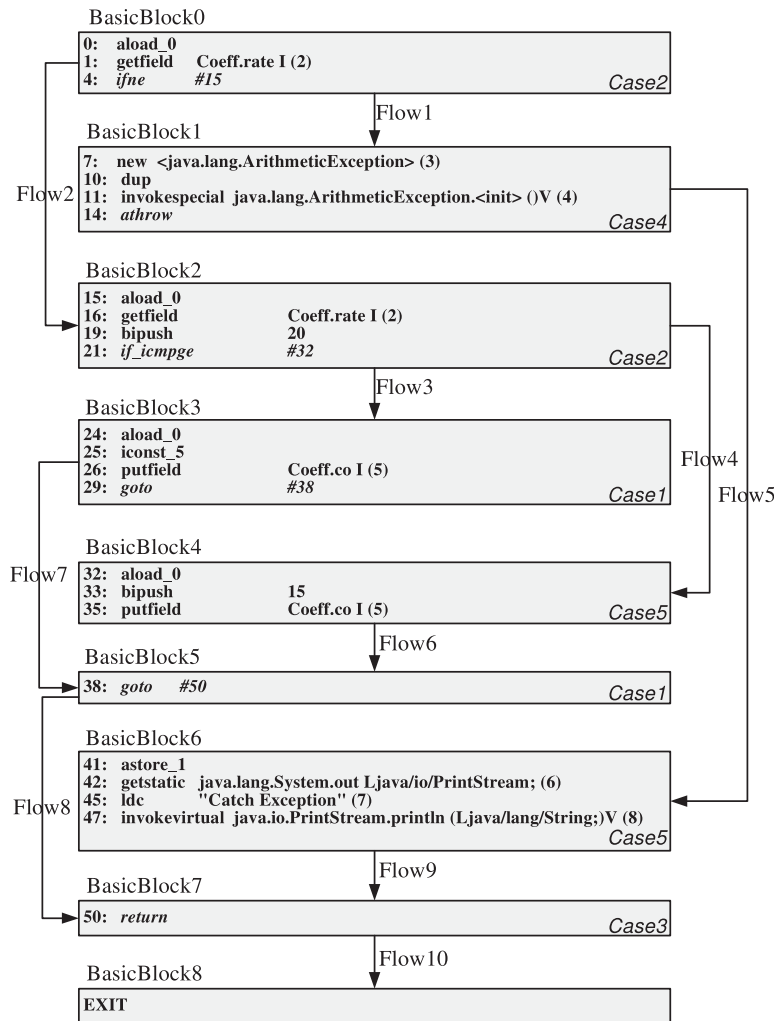 BasicBlock0
0: aload_0
1: getfield Coeff.rate I (2)
4: ifne #15
Case2
Flow1
BasicBlock1
7: new <java.lang.ArithmeticException> (3)
10: dup
11: invokespecial java.lang.ArithmeticException.<init> ()V (4)
14: athrow
Case4
Flow2
BasicBlock2
15: aload_0
16: getfield Coeff.rate I (2)
19: bipush 20
21: if_icmpge #32
Case2
Flow3
BasicBlock3
24: aload_0
25: iconst_5
26: putfield Coeff.co I (5)
29: goto #38
Case1
Flow4
Flow5
BasicBlock4
32: aload_0
33: bipush 15
35: putfield Coeff.co I (5)
Case5
Flow7
Flow6
BasicBlock5
38: goto #50
Case1
BasicBlock6
41: astore_1
42: getstatic java.lang.System.out Ljava/io/PrintStream; (6)
45: ldc "Catch Exception" (7)
47: invokevirtual java.io.PrintStream.println (Ljava/lang/String;)V (8)
Case5
Flow8
Flow9
BasicBlock7
50: return
Case3
Flow10
BasicBlock8
EXIT